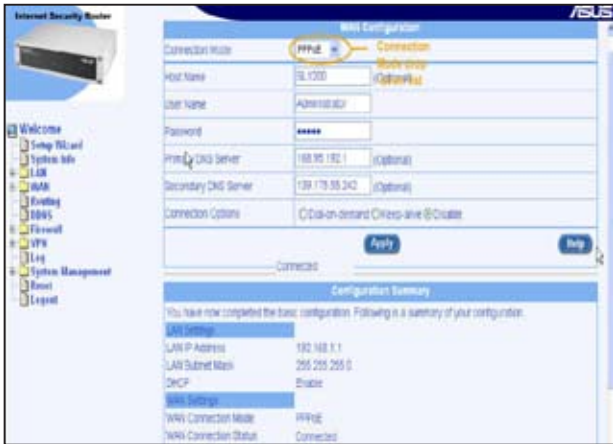 Internet Security Router
ASUS
WAN Configuration
Connection Mode
PPPoE
Connection
Mode drop
Host Name
SL1000
(Optional)
User Name
Administrator
Password
•••••
Primary DNS Server
168.95.192.1
(Optional)
Secondary DNS Server
139.175.55.242
(Optional)
Connection Options
Dial-on-demand
Keep-alive
Disable
Apply
Help
Connected
Welcome
Setup Wizard
System Info
LAN
WAN
Routing
DDNS
Firewall
VPN
Log
System Management
Reset
Logout
Configuration Summary
You have now completed the basic configuration. Following is a summary of your configuration.
LAN Settings
LAN IP Address
192.168.1.1
LAN Subnet Mask
255.255.255.0
DHCP
Enable
WAN Settings
WAN Connection Mode
PPPoE
WAN Connection Status
Connected